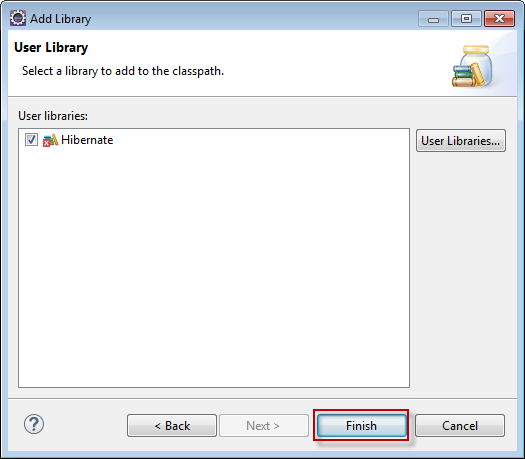 Add Library
User Library
Select a library to add to the classpath.
User libraries:
Hibernate
User Libraries...
?
< Back
Next >
Finish
Cancel